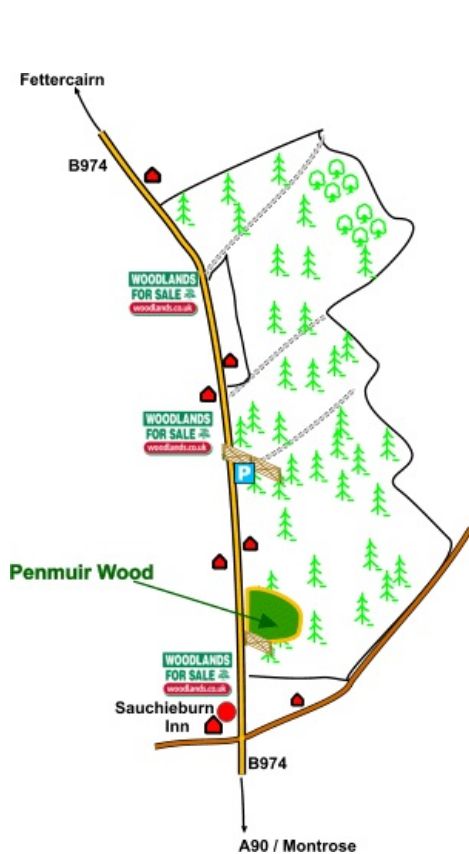 Fettercairn
B974
WOODLANDS
FOR SALE
woodlands.co.uk
WOODLANDS
FOR SALE
woodlands.co.uk
P
Penmuir Wood
WOODLANDS
FOR SALE
woodlands.co.uk
Sauchieburn
Inn
B974
A90 / Montrose